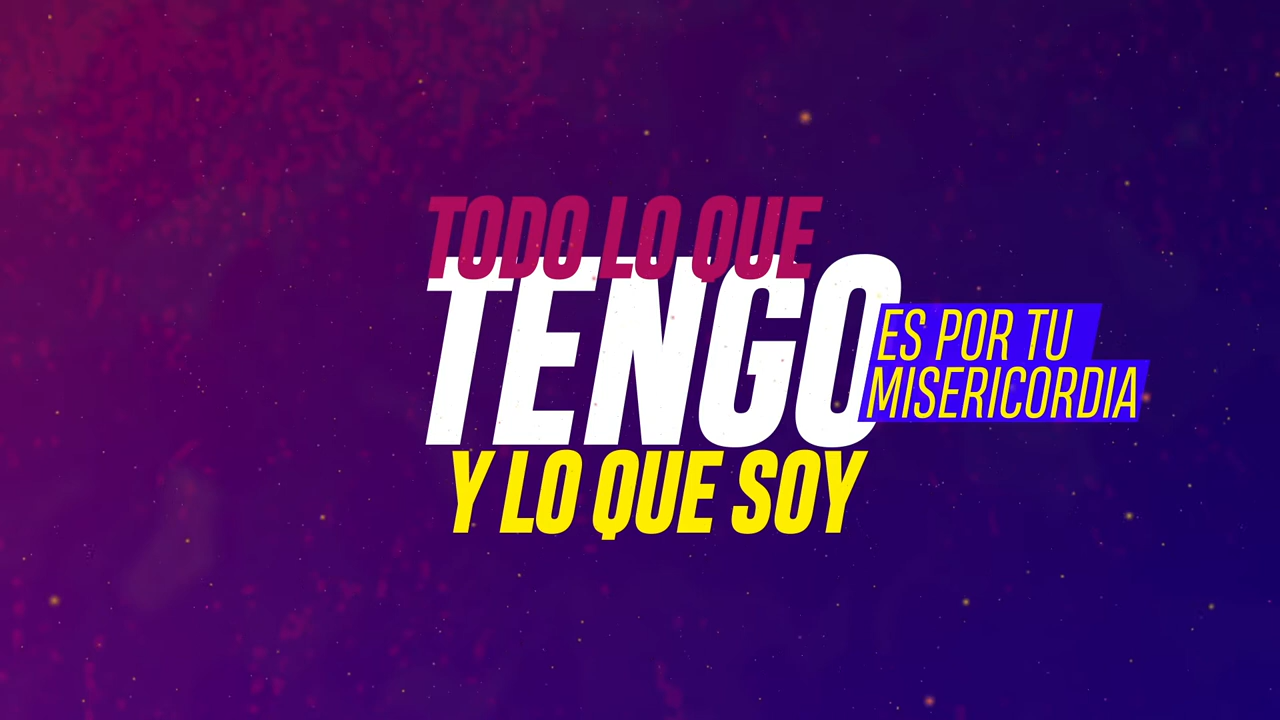 TODO LO QUE
TENGO
Y LO QUE SOY
ES POR TU
MISERICORDIA